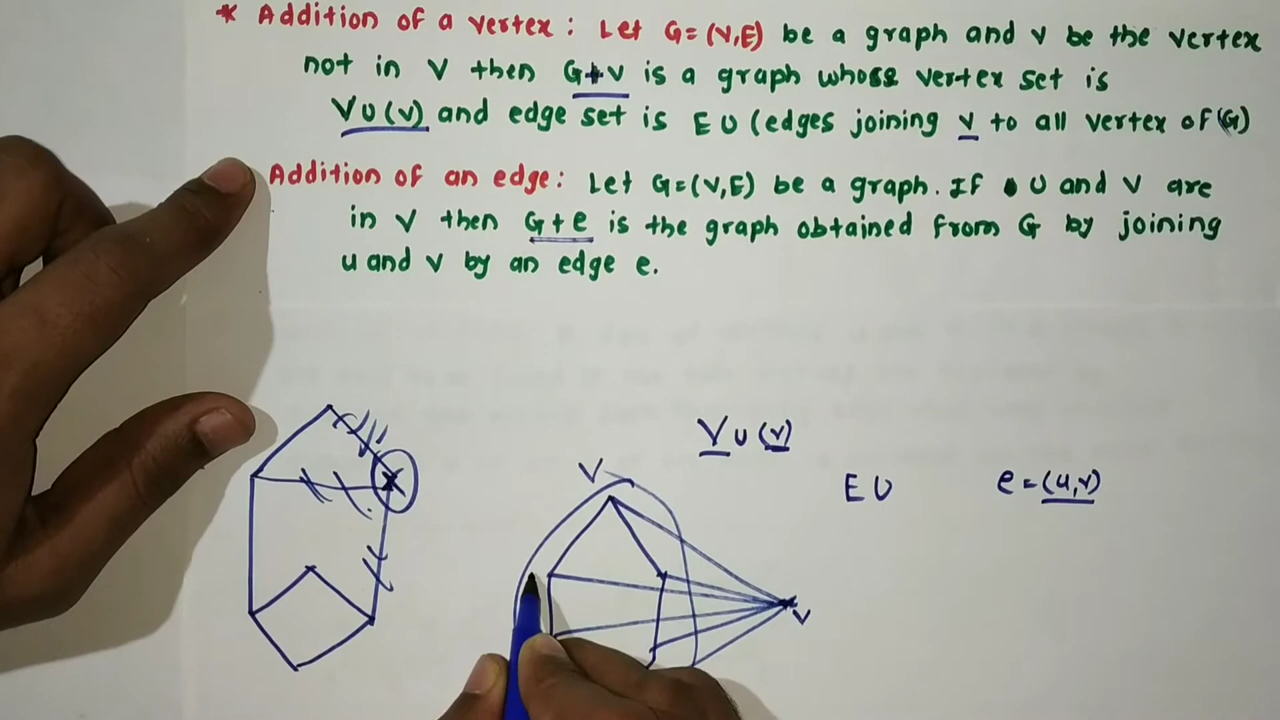 * Addition of a vertex: Let G=(V,E) be a graph and v be the vertex
not in V then G+v is a graph whose vertex set is
VU(v) and edge set is E U (edges joining v to all vertex of (G)
Addition of an edge: Let G=(V,E) be a graph. If u and v are
in V then G+e is the graph obtained from G by joining
u and v by an edge e.
V U (v)
V
E U
e=(u,v)
v